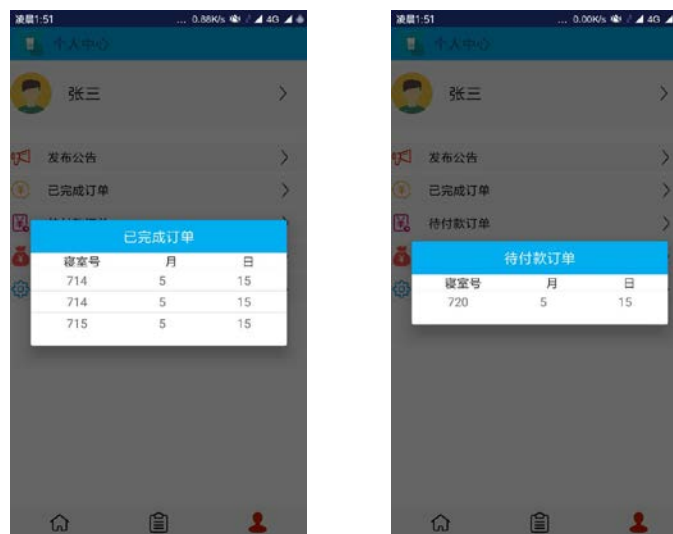 凌晨1:51 ... 0.88K/s 4G
个人中心
张三
发布公告
已完成订单
已完成订单
寝室号 月 日
714 5 15
714 5 15
715 5 15
凌晨1:51 ... 0.00K/s 4G
个人中心
张三
发布公告
已完成订单
待付款订单
待付款订单
寝室号 月 日
720 5 15